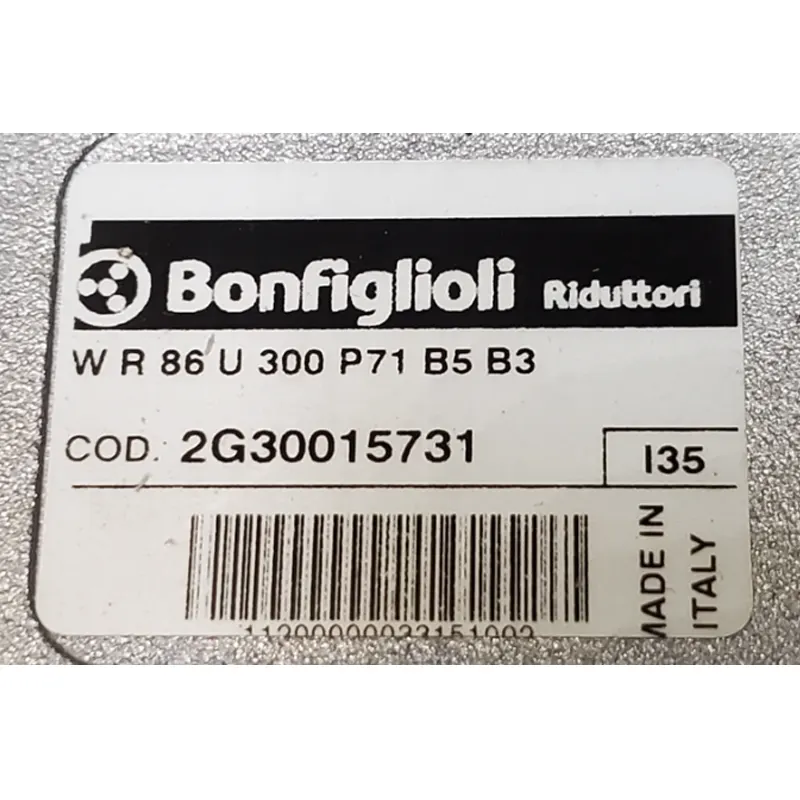 Bonfiglioli Riduttori
W R 86 U 300 P71 B5 B3
COD. 2G30015731
I35
MADE IN
ITALY